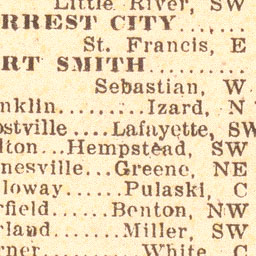 Little River, SW
RREST CITY.......
St. Francis, E
RT SMITH..........
Sebastian, W
nklin.......Izard, N
ostville....Lafayette, SW
lton...Hempstead, SW
nesville...Greene, NE
loway......Pulaski, C
rfield......Benton, NW
rland.......Miller, SW
rner.........White, C